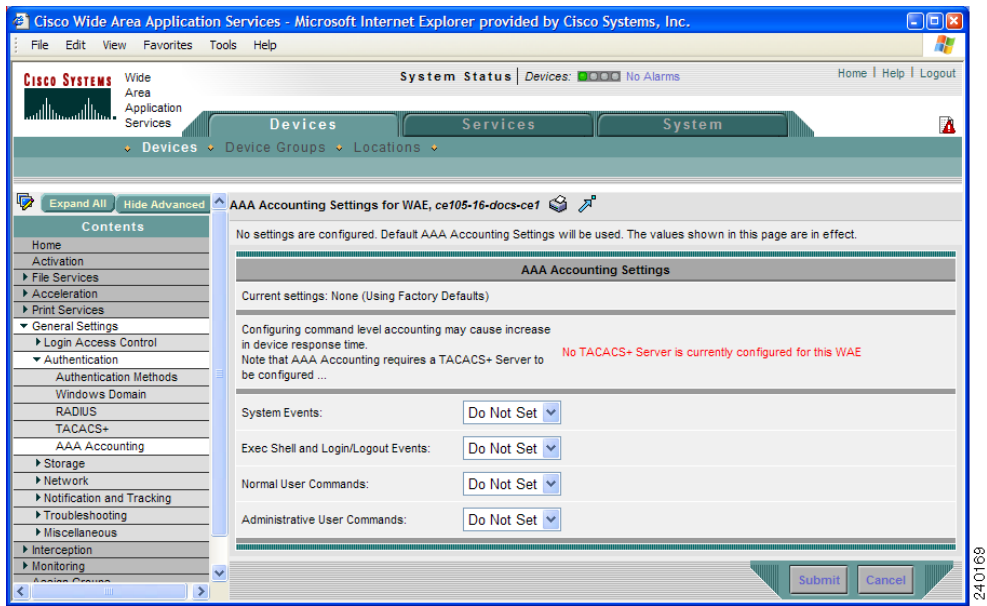 Cisco Wide Area Application Services - Microsoft Internet Explorer provided by Cisco Systems, Inc.
File Edit View Favorites Tools Help
CISCO SYSTEMS
Wide
Area
Application
Services
System Status Devices: No Alarms
Home | Help | Logout
Devices Services System
Devices Device Groups Locations
Expand All Hide Advanced
Contents
Home
Activation
File Services
Acceleration
Print Services
General Settings
Login Access Control
Authentication
Authentication Methods
Windows Domain
RADIUS
TACACS+
AAA Accounting
Storage
Network
Notification and Tracking
Troubleshooting
Miscellaneous
Interception
Monitoring
Assign Groups
AAA Accounting Settings for WAE, ce105-16-docs-ce1
No settings are configured. Default AAA Accounting Settings will be used. The values shown in this page are in effect.
AAA Accounting Settings
Current settings: None (Using Factory Defaults)
Configuring command level accounting may cause increase
in device response time.
Note that AAA Accounting requires a TACACS+ Server to
be configured ...
No TACACS+ Server is currently configured for this WAE
System Events: Do Not Set
Exec Shell and Login/Logout Events: Do Not Set
Normal User Commands: Do Not Set
Administrative User Commands: Do Not Set
Submit Cancel
240169